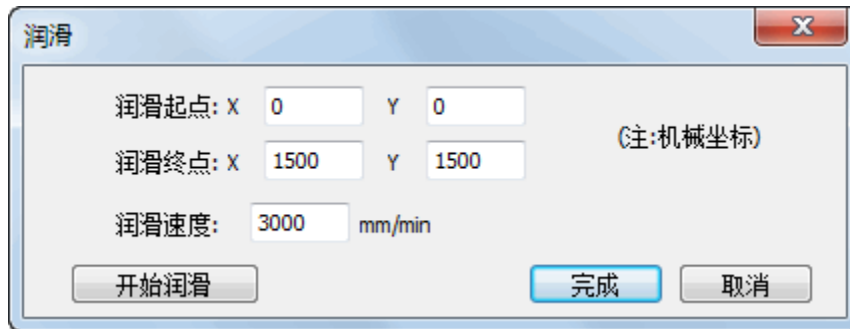 润滑
润滑起点: X 0 Y 0
(注:机械坐标)
润滑终点: X 1500 Y 1500
润滑速度: 3000 mm/min
开始润滑 完成 取消